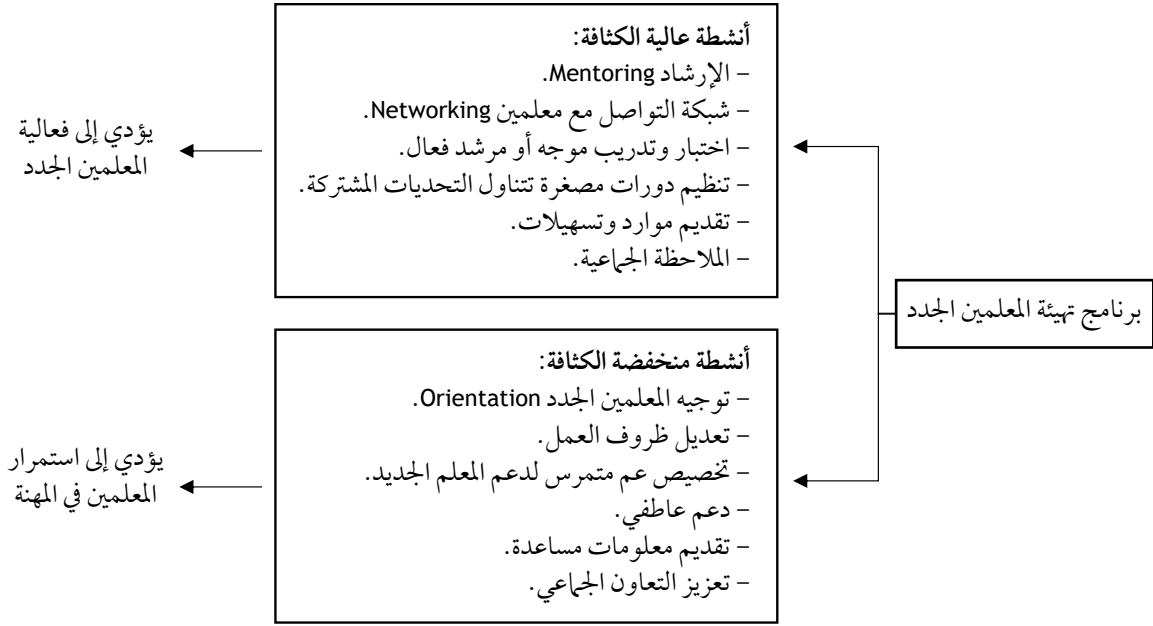 برنامج تهيئة المعلمين الجدد
أنشطة عالية الكثافة:
– الإرشاد Mentoring.
– شبكة التواصل مع معلمين Networking.
– اختبار وتدريب موجه أو مرشد فعال.
– تنظيم دورات مصغرة تتناول التحديات المشتركة.
– تقديم موارد وتسهيلات.
– الملاحظة الجماعية.
يؤدي إلى فعالية
المعلمين الجدد
أنشطة منخفضة الكثافة:
– توجيه المعلمين الجدد Orientation.
– تعديل ظروف العمل.
– تخصيص عم متمرس لدعم المعلم الجديد.
– دعم عاطفي.
– تقديم معلومات مساعدة.
– تعزيز التعاون الجماعي.
يؤدي إلى استمرار
المعلمين في المهنة